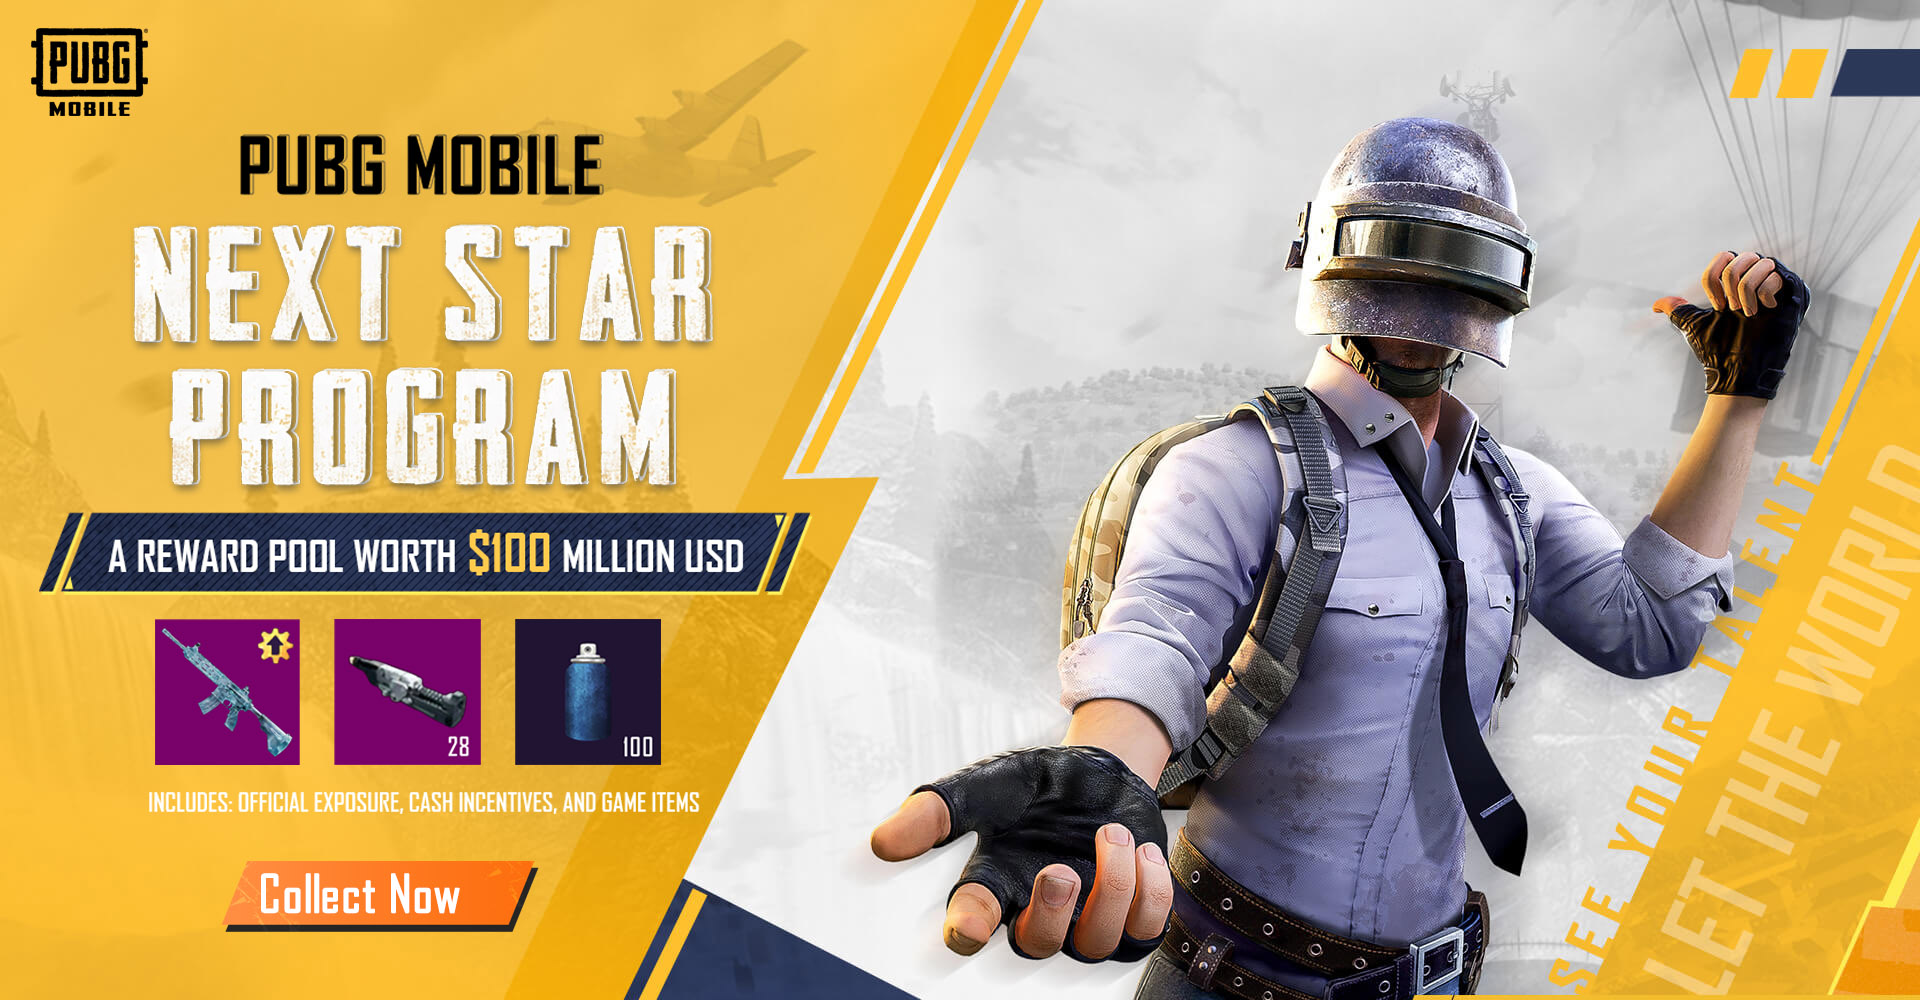 PUBG
MOBILE
PUBG MOBILE
NEXT STAR
PROGRAM
A REWARD POOL WORTH $100 MILLION USD
28
100
INCLUDES: OFFICIAL EXPOSURE, CASH INCENTIVES, AND GAME ITEMS
Collect Now
SEE YOUR TALENT
LET THE WORLD